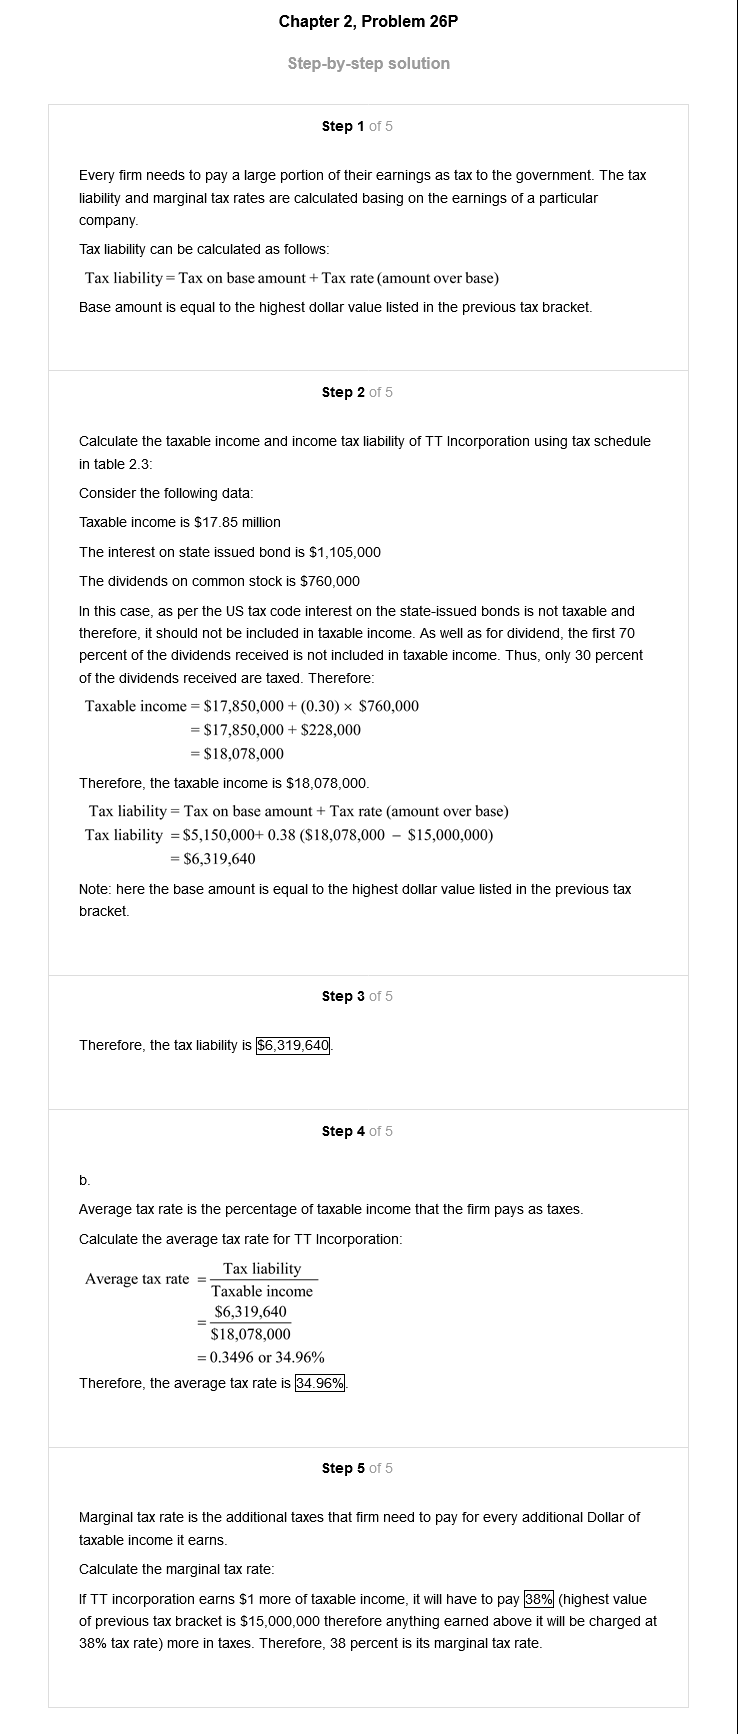 Chapter 2, Problem 26P
Step-by-step solution
Step 1 of 5
Every firm needs to pay a large portion of their earnings as tax to the government. The tax
liability and marginal tax rates are calculated basing on the earnings of a particular
company.
Tax liability can be calculated as follows:
Tax liability = Tax on base amount + Tax rate (amount over base)
Base amount is equal to the highest dollar value listed in the previous tax bracket.
Step 2 of 5
Calculate the taxable income and income tax liability of TT Incorporation using tax schedule
in table 2.3:
Consider the following data:
Taxable income is $17.85 million
The interest on state issued bond is $1,105,000
The dividends on common stock is $760,000
In this case, as per the US tax code interest on the state-issued bonds is not taxable and
therefore, it should not be included in taxable income. As well as for dividend, the first 70
percent of the dividends received is not included in taxable income. Thus, only 30 percent
of the dividends received are taxed. Therefore:
Taxable income = $17,850,000 + (0.30) × $760,000
= $17,850,000 + $228,000
= $18,078,000
Therefore, the taxable income is $18,078,000.
Tax liability = Tax on base amount + Tax rate (amount over base)
Tax liability = $5,150,000+ 0.38 ($18,078,000 − $15,000,000)
= $6,319,640
Note: here the base amount is equal to the highest dollar value listed in the previous tax
bracket.
Step 3 of 5
Therefore, the tax liability is $6,319,640.
Step 4 of 5
b.
Average tax rate is the percentage of taxable income that the firm pays as taxes.
Calculate the average tax rate for TT Incorporation:
Average tax rate = Tax liability
Taxable income
= $6,319,640
$18,078,000
= 0.3496 or 34.96%
Therefore, the average tax rate is 34.96%.
Step 5 of 5
Marginal tax rate is the additional taxes that firm need to pay for every additional Dollar of
taxable income it earns.
Calculate the marginal tax rate:
If TT incorporation earns $1 more of taxable income, it will have to pay 38% (highest value
of previous tax bracket is $15,000,000 therefore anything earned above it will be charged at
38% tax rate) more in taxes. Therefore, 38 percent is its marginal tax rate.